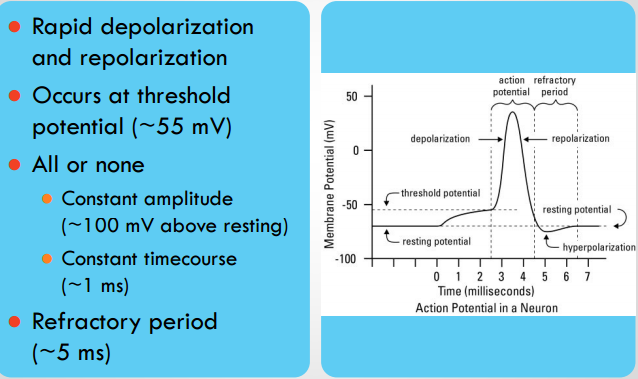 Rapid depolarization
and repolarization
Occurs at threshold
potential (~55 mV)
All or none
Constant amplitude
(~100 mV above resting)
Constant timecourse
(~1 ms)
Refractory period
(~5 ms)
action potential
refractory period
50
0
-50
-100
Membrane Potential (mV)
depolarization
repolarization
threshold potential
resting potential
resting potential
hyperpolarization
0 1 2 3 4 5 6 7
Time (milliseconds)
Action Potential in a Neuron